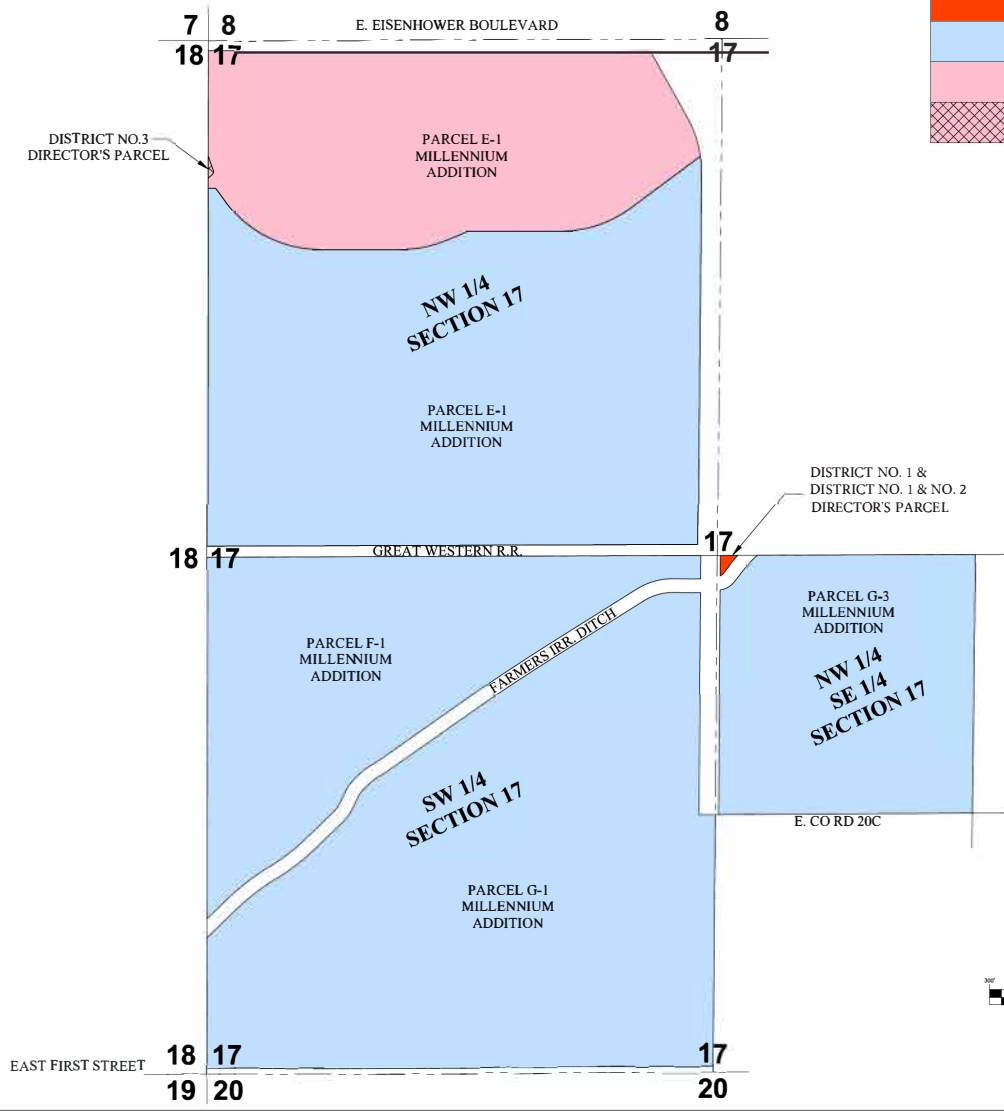 7 8
E. EISENHOWER BOULEVARD
8
18 17
17
DISTRICT NO.3
DIRECTOR'S PARCEL
PARCEL E-1
MILLENNIUM
ADDITION
NW 1/4
SECTION 17
PARCEL E-1
MILLENNIUM
ADDITION
DISTRICT NO. 1 &
DISTRICT NO. 1 & NO. 2
DIRECTOR'S PARCEL
18 17
GREAT WESTERN R.R.
17
PARCEL G-3
MILLENNIUM
ADDITION
FARMERS IRR. DITCH
PARCEL F-1
MILLENNIUM
ADDITION
NW 1/4
SE 1/4
SECTION 17
SW 1/4
SECTION 17
E. CO RD 20C
PARCEL G-1
MILLENNIUM
ADDITION
300'
EAST FIRST STREET
18 17
17
19 20
20